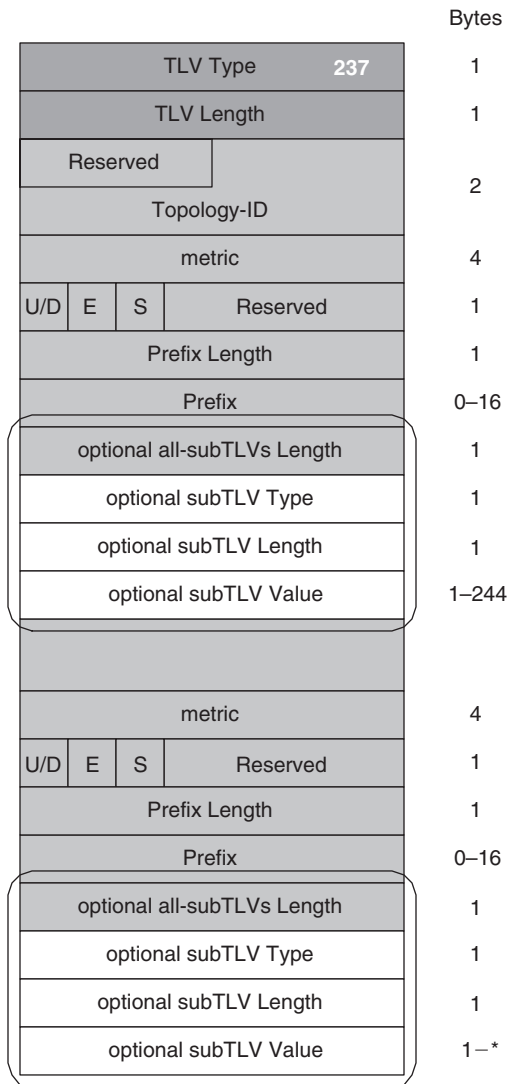 Bytes
TLV Type 237 1
TLV Length 1
Reserved
2
Topology-ID
metric 4
U/D E S Reserved 1
Prefix Length 1
Prefix 0–16
optional all-subTLVs Length 1
optional subTLV Type 1
optional subTLV Length 1
optional subTLV Value 1–244
metric 4
U/D E S Reserved 1
Prefix Length 1
Prefix 0–16
optional all-subTLVs Length 1
optional subTLV Type 1
optional subTLV Length 1
optional subTLV Value 1–*